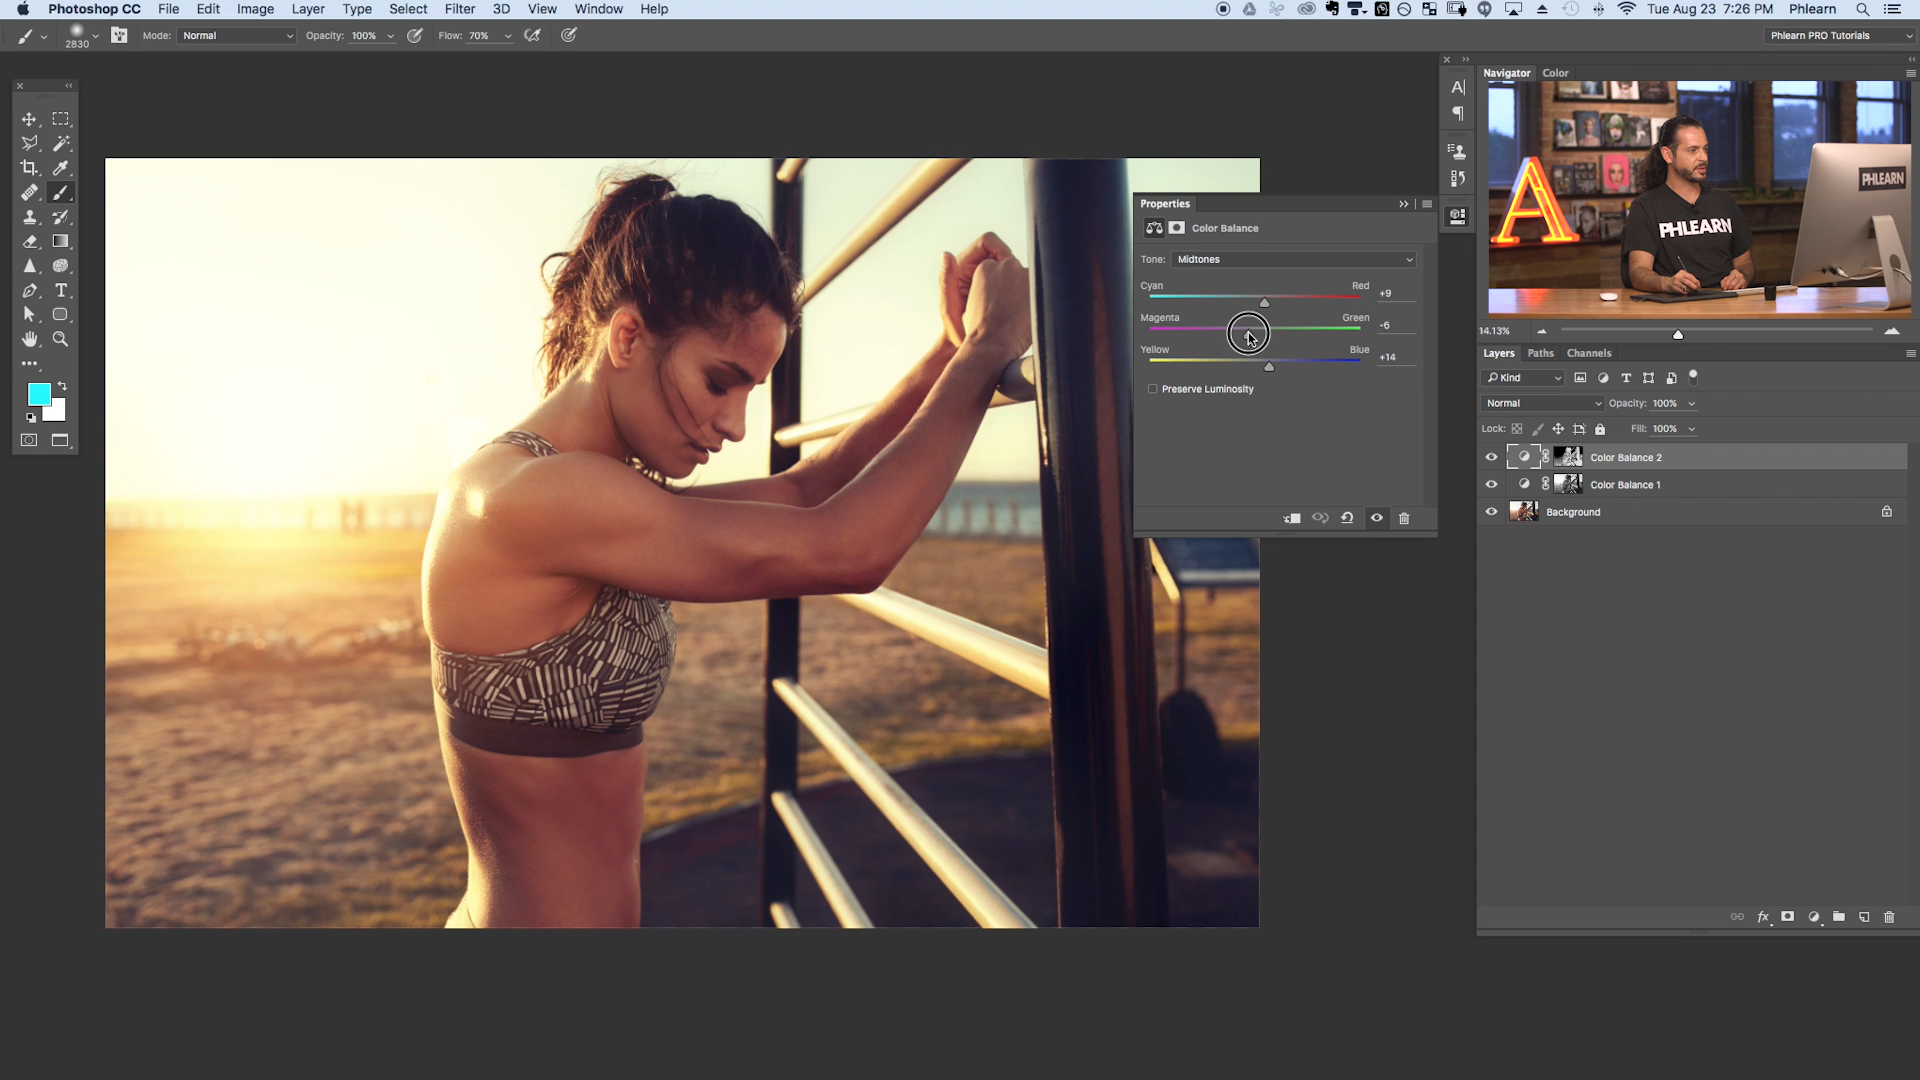 Photoshop CC File Edit Image Layer Type Select Filter 3D View Window Help
Tue Aug 23 7:26 PM Phlearn
2830 Mode: Normal Opacity: 100% Flow: 70%
Phlearn PRO Tutorials
Navigator Color
PHLEARN
PHLEARN
A
14.13%
Properties
Color Balance
Tone: Midtones
Cyan Red +9
Magenta Green -6
Yellow Blue +14
Preserve Luminosity
Layers Paths Channels
Kind
Normal Opacity: 100%
Lock: Fill: 100%
Color Balance 2
Color Balance 1
Background
fx